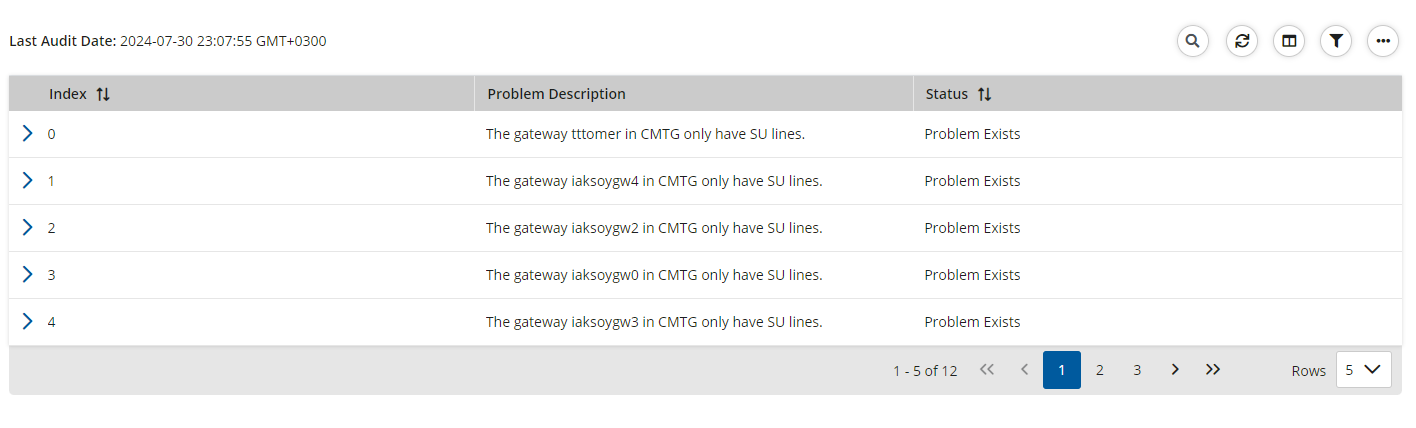 Last Audit Date: 2024-07-30 23:07:55 GMT+0300
Index Problem Description Status
0 The gateway tttomer in CMTG only have SU lines. Problem Exists
1 The gateway iaksoygw4 in CMTG only have SU lines. Problem Exists
2 The gateway iaksoygw2 in CMTG only have SU lines. Problem Exists
3 The gateway iaksoygw0 in CMTG only have SU lines. Problem Exists
4 The gateway iaksoygw3 in CMTG only have SU lines. Problem Exists
1 - 5 of 12 1 2 3 Rows 5